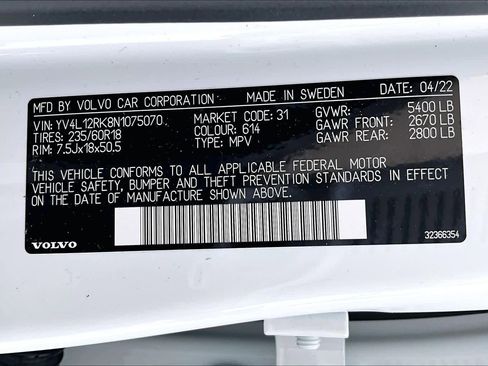 MFD BY VOLVO CAR CORPORATION MADE IN SWEDEN DATE: 04/22
VIN: YV4L12RK8N1075070 MARKET CODE: 31 GVWR: 5400 LB
TIRES: 235/60R18 COLOUR: 614 GAWR FRONT: 2670 LB
RIM: 7.5Jx18x50.5 TYPE: MPV GAWR REAR: 2800 LB
THIS VEHICLE CONFORMS TO ALL APPLICABLE FEDERAL MOTOR
VEHICLE SAFETY, BUMPER AND THEFT PREVENTION STANDARDS IN EFFECT
ON THE DATE OF MANUFACTURE SHOWN ABOVE.
VOLVO 32366354